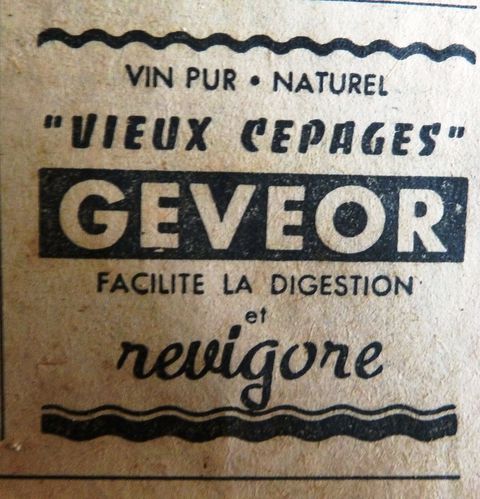 VIN PUR • NATUREL
"VIEUX CEPAGES"
GEVEOR
FACILITE LA DIGESTION
et
revigore